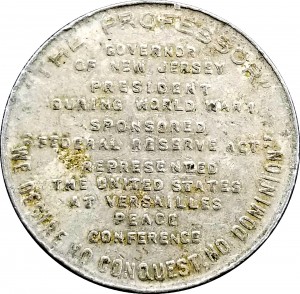 "THE PROFESSOR"
GOVERNOR
OF NEW JERSEY
PRESIDENT
DURING WORLD WAR I
SPORSORED
FEDERAL RESERVE ACT
REPRESENTED
THE UNITED STATES
AT VERSAILLES
PEACE
CONFERENCE
"WE DESIRE NO CONQUEST, NO DOMINION"